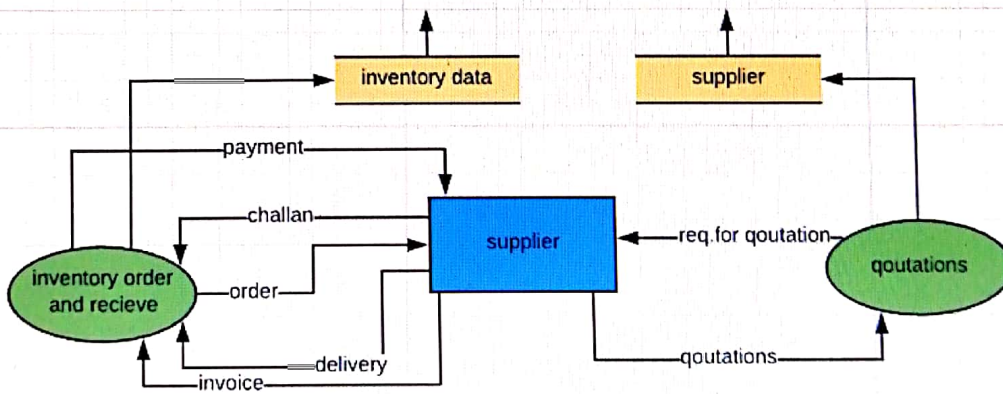 inventory data
supplier
payment
challan
supplier
req.for qoutation
qoutations
inventory order
and recieve
order
delivery
qoutations
invoice